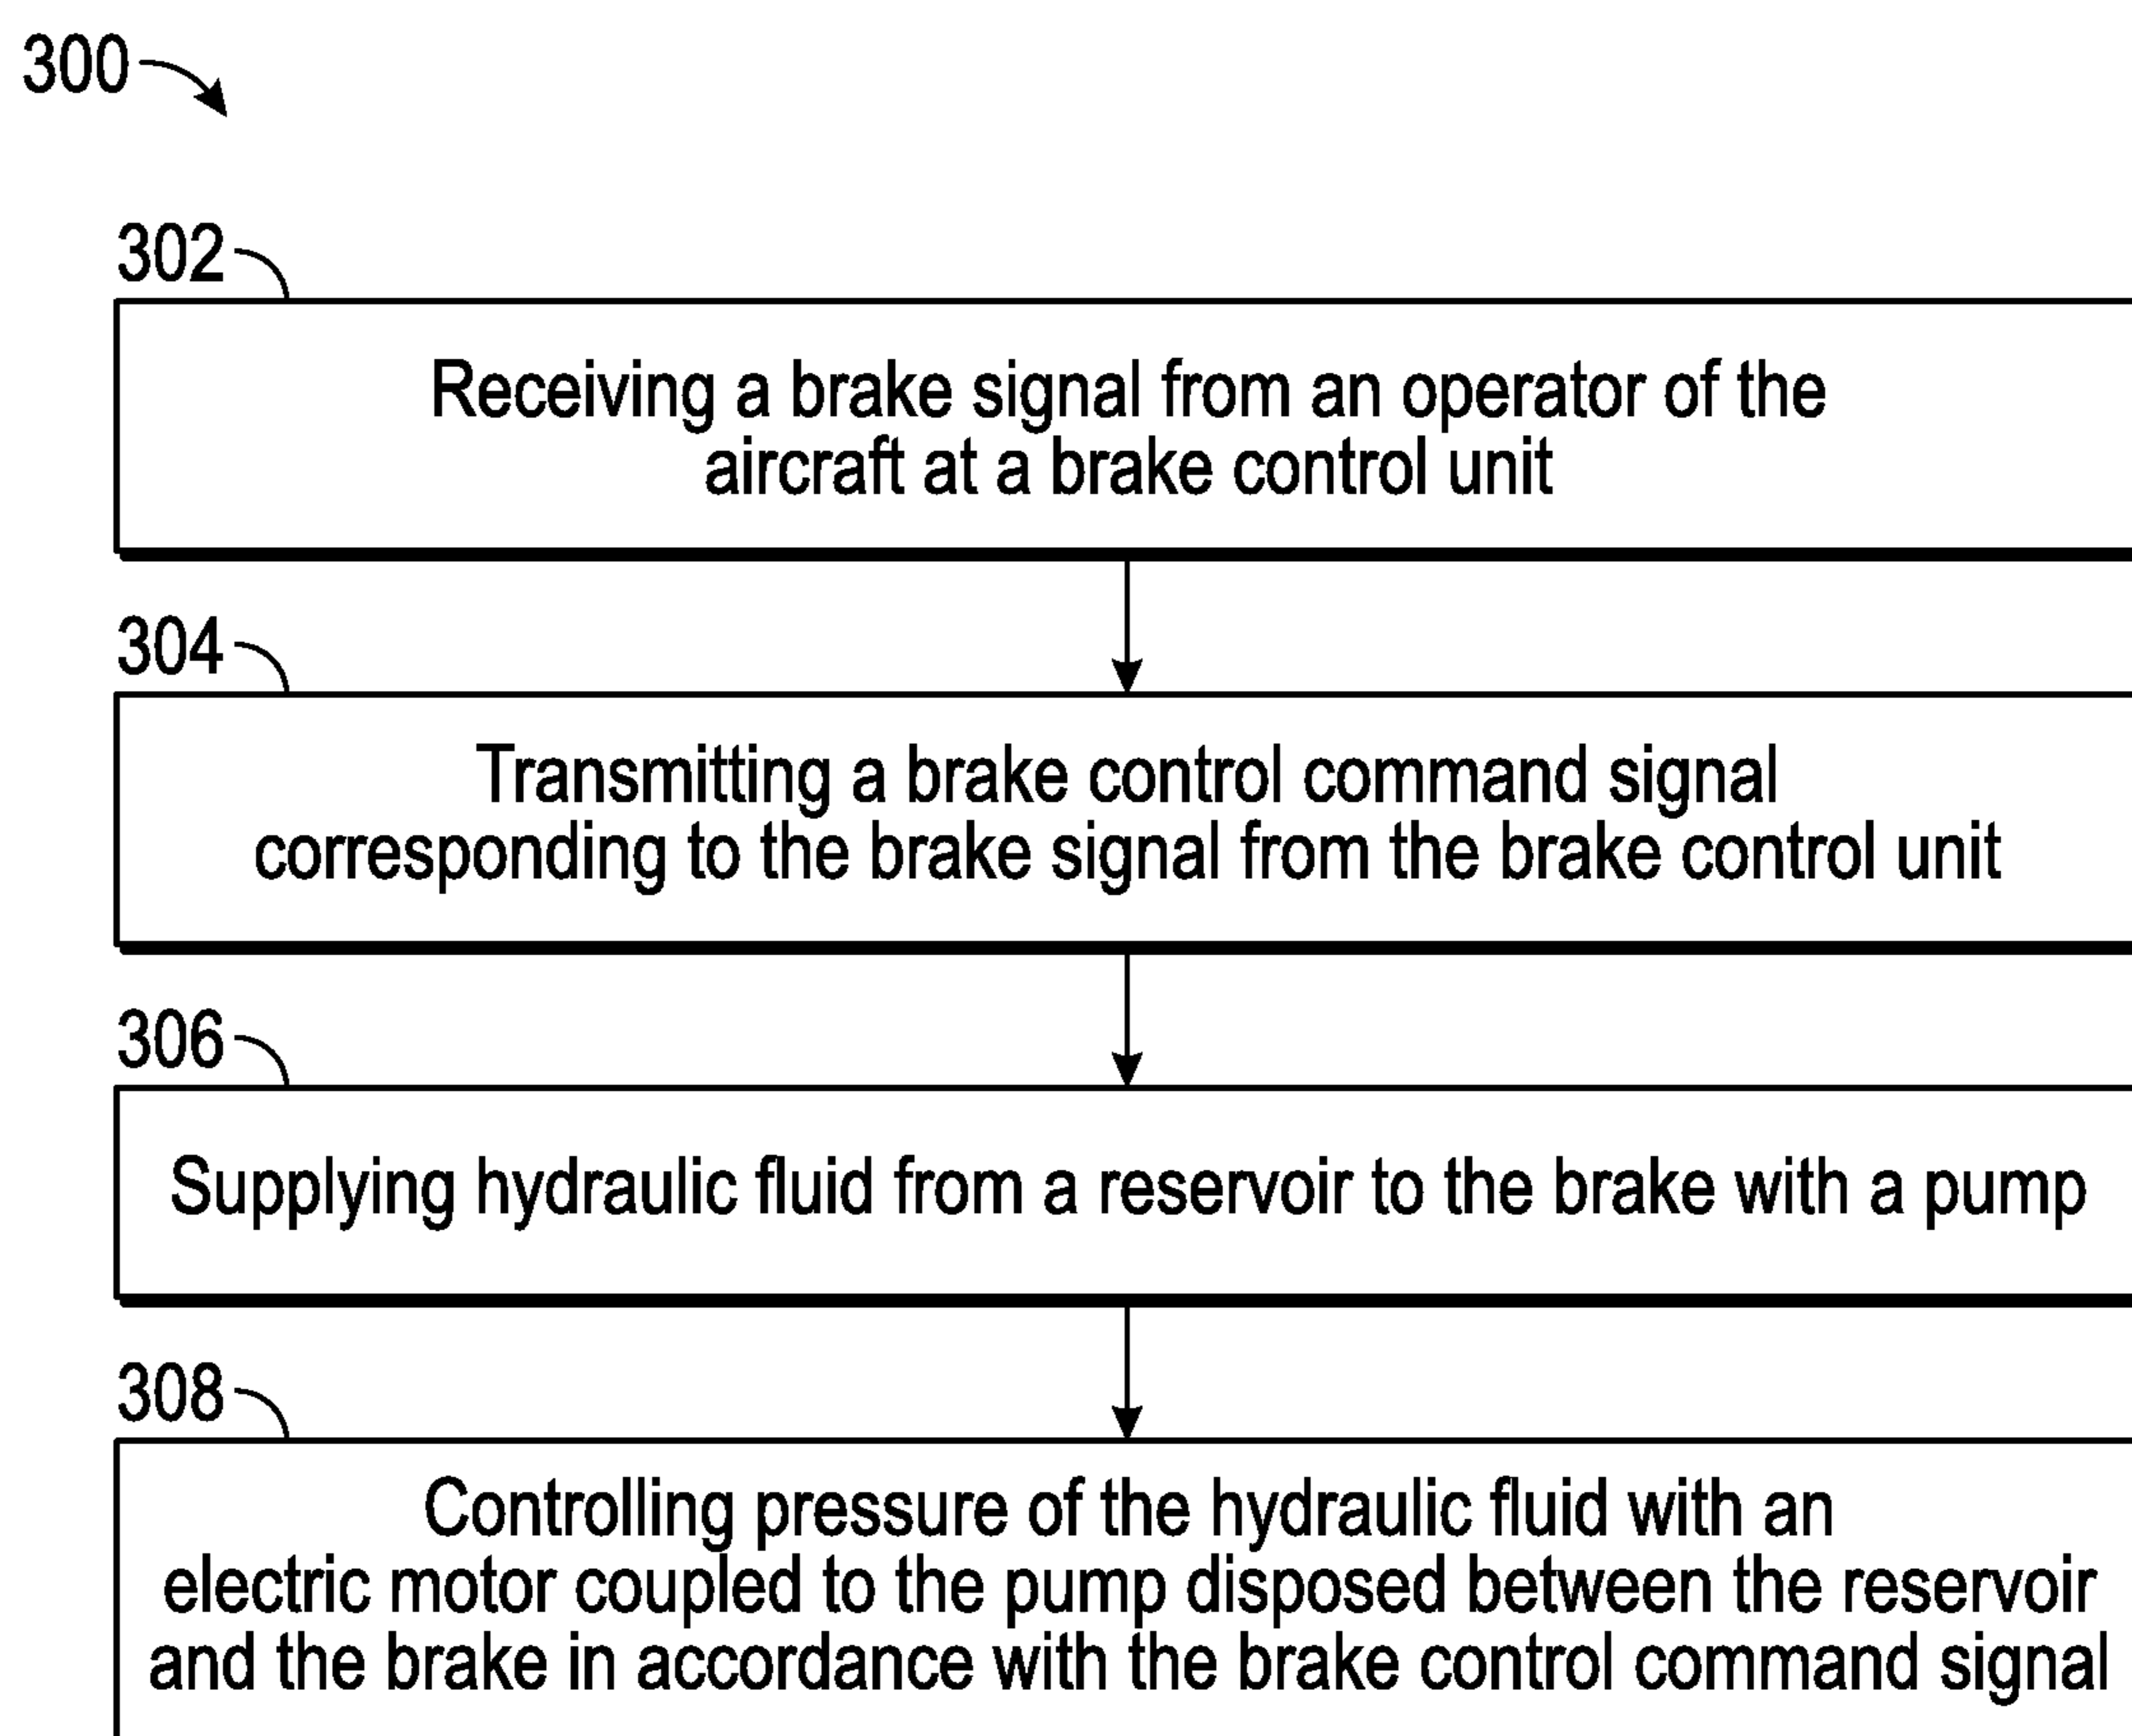 300
302
Receiving a brake signal from an operator of the
aircraft at a brake control unit
304
Transmitting a brake control command signal
corresponding to the brake signal from the brake control unit
306
Supplying hydraulic fluid from a reservoir to the brake with a pump
308
Controlling pressure of the hydraulic fluid with an
electric motor coupled to the pump disposed between the reservoir
and the brake in accordance with the brake control command signal